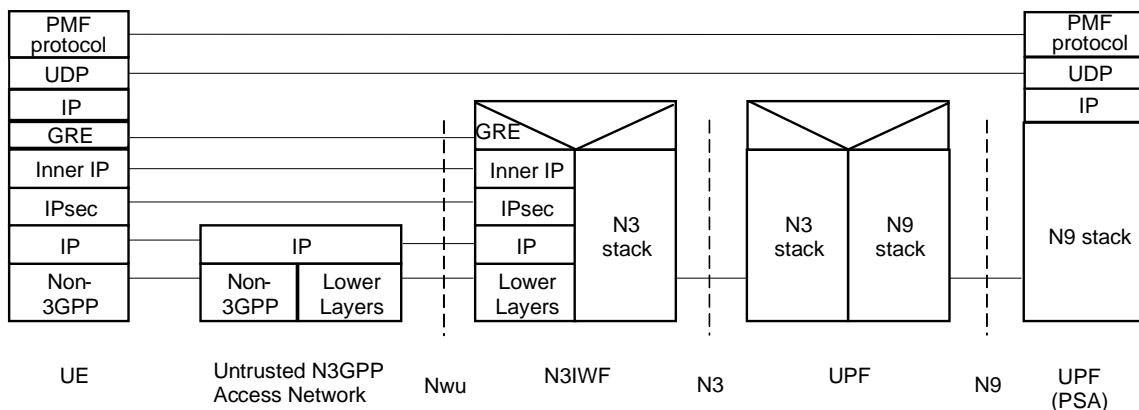 PMF
protocol
UDP
IP
GRE
Inner IP
IPsec
IP
Non-
3GPP
IP
Non-
3GPP
Lower
Layers
GRE
Inner IP
IPsec
IP
Lower
Layers
N3
stack
N3
stack
N9
stack
PMF
protocol
UDP
IP
N9 stack
UE
Untrusted N3GPP
Access Network
Nwu
N3IWF
N3
UPF
N9
UPF
(PSA)